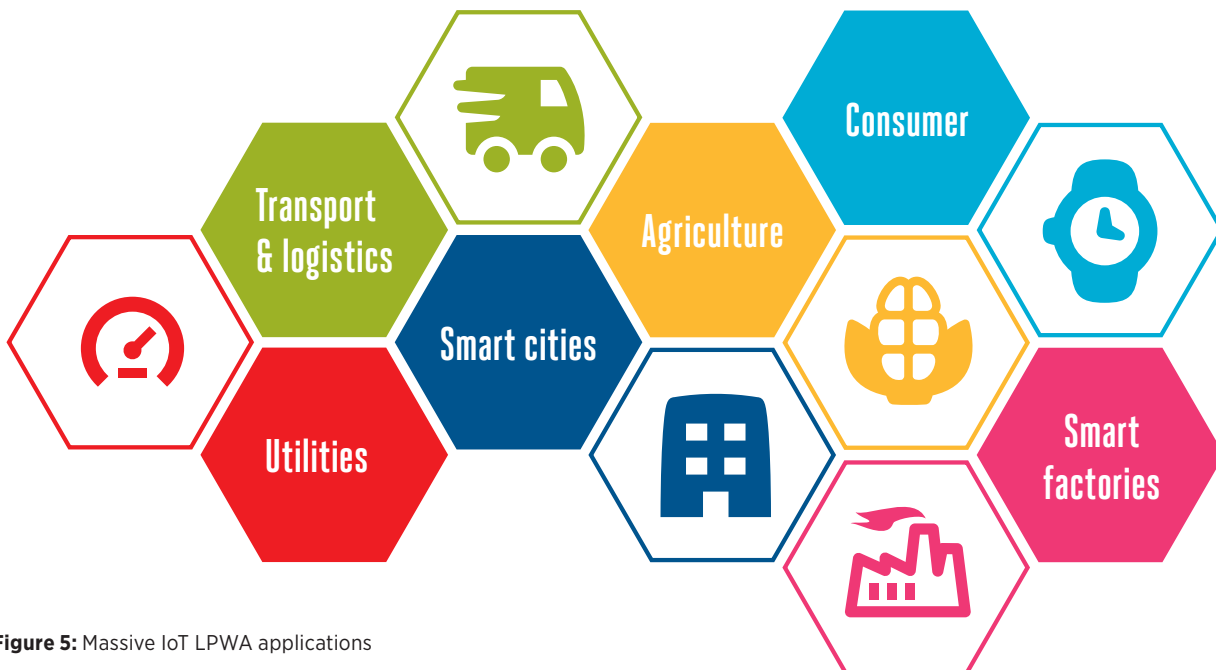 Consumer
Transport
& logistics
Agriculture
Smart cities
Utilities
Smart
factories
Figure 5: Massive IoT LPWA applications